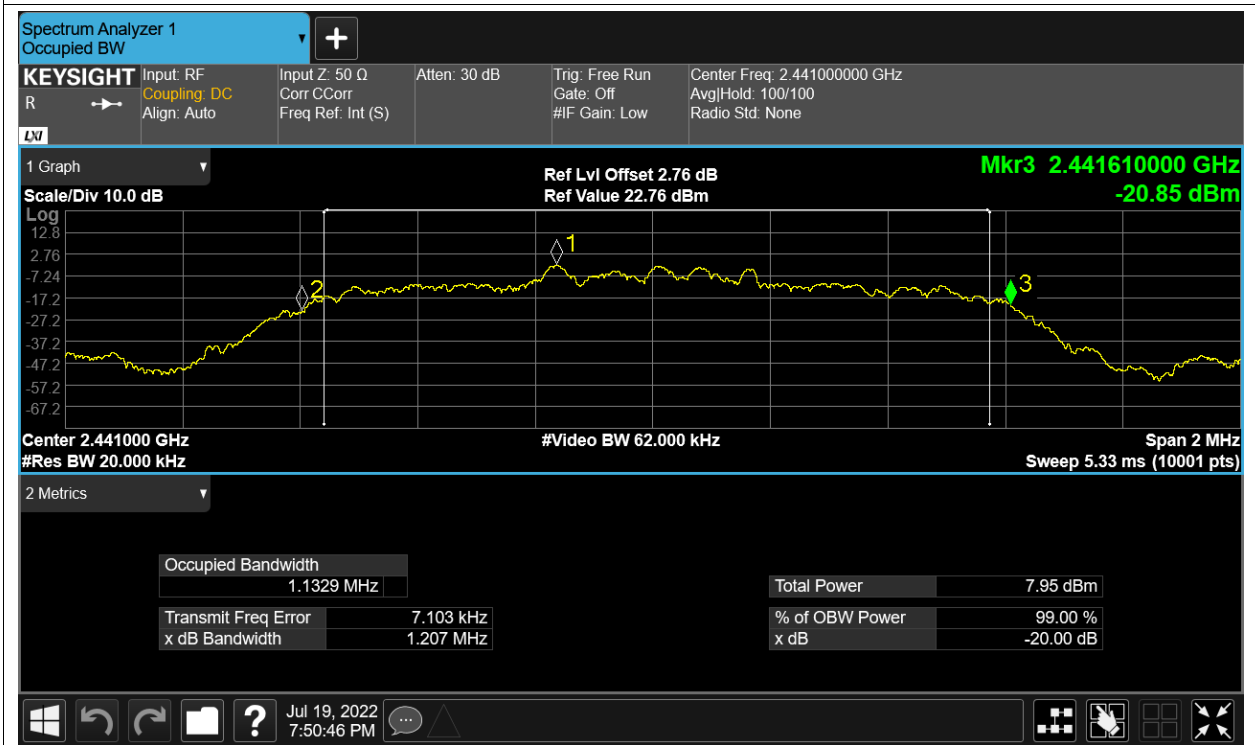 Spectrum Analyzer 1
Occupied BW
+
KEYSIGHT
R
LXI
Input: RF
Coupling: DC
Align: Auto
Input Z: 50 Ω
Corr CCorr
Freq Ref: Int (S)
Atten: 30 dB
Trig: Free Run
Gate: Off
#IF Gain: Low
Center Freq: 2.441000000 GHz
Avg|Hold: 100/100
Radio Std: None
1 Graph
Scale/Div 10.0 dB
Ref Lvl Offset 2.76 dB
Ref Value 22.76 dBm
Mkr3 2.441610000 GHz
-20.85 dBm
Log
12.8
2.76
-7.24
-17.2
-27.2
-37.2
-47.2
-57.2
-67.2
1
2
3
Center 2.441000 GHz
#Res BW 20.000 kHz
#Video BW 62.000 kHz
Span 2 MHz
Sweep 5.33 ms (10001 pts)
2 Metrics
Occupied Bandwidth
1.1329 MHz
Transmit Freq Error 7.103 kHz
x dB Bandwidth 1.207 MHz
Total Power 7.95 dBm
% of OBW Power 99.00 %
x dB -20.00 dB
?
Jul 19, 2022
7:50:46 PM